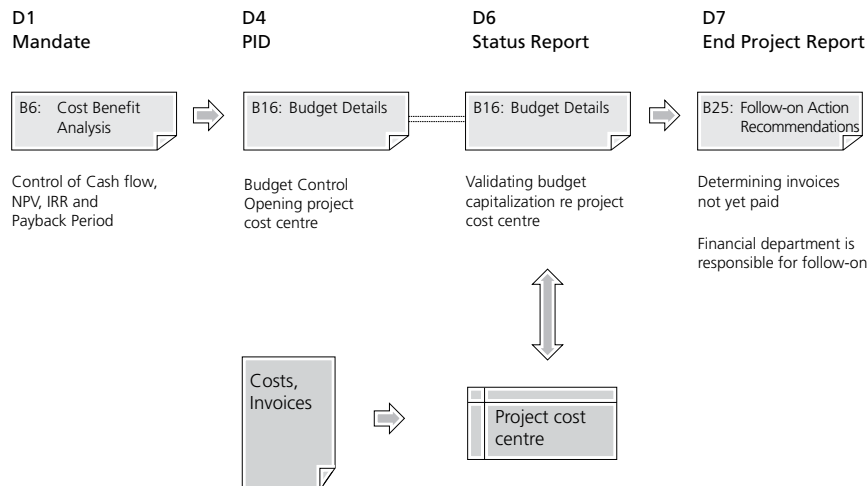 D1
Mandate
D4
PID
D6
Status Report
D7
End Project Report
B6: Cost Benefit
Analysis
B16: Budget Details
B16: Budget Details
B25: Follow-on Action
Recommendations
Control of Cash flow,
NPV, IRR and
Payback Period
Budget Control
Opening project
cost centre
Validating budget
capitalization re project
cost centre
Determining invoices
not yet paid
Financial department is
responsible for follow-on
Costs,
Invoices
Project cost
centre